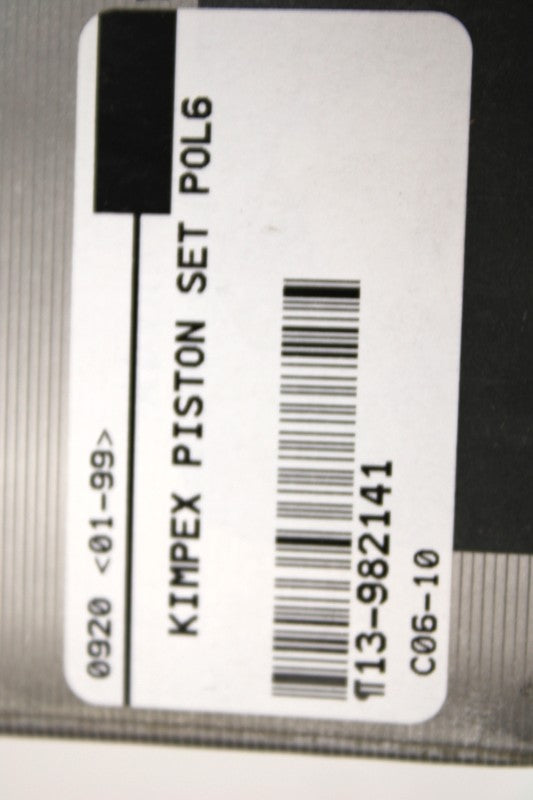 0920 <01-99>
KIMPEX PISTON SET POL6
¶13-982141
C06-10